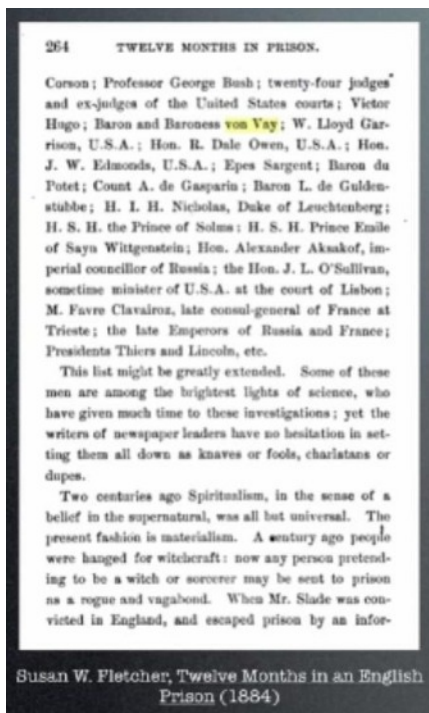 264 TWELVE MONTHS IN PRISON.
Corson; Professor George Bush; twenty-four judges
and ex-judges of the United States courts; Victor
Hugo; Baron and Baroness von Vay; W. Lloyd Gar-
rison, U.S.A.; Hon. R. Dale Owen, U.S.A.; Hon.
J. W. Edmonds, U.S.A.; Epes Sargent; Baron du
Potet; Count A. de Gasparin; Baron L. de Gulden-
stubbe; H. I. H. Nicholas, Duke of Leuchtenberg;
H. S. H. the Prince of Solms; H. S. H. Prince Emile
of Sayn Wittgenstein; Hon. Alexander Aksakof, im-
perial councillor of Russia; the Hon. J. L. O'Sullivan,
sometime minister of U.S.A. at the court of Lisbon;
M. Favre Clavairoz, late consul-general of France at
Trieste; the late Emperors of Russia and France;
Presidents Thiers and Lincoln, etc.
This list might be greatly extended. Some of these
men are among the brightest lights of science, who
have given much time to these investigations; yet the
writers of newspaper leaders have no hesitation in set-
ting them all down as knaves or fools, charlatans or
dupes.
Two centuries ago Spiritualism, in the sense of a
belief in the supernatural, was all but universal. The
present fashion is materialism. A century ago people
were hanged for witchcraft: now any person pretend-
ing to be a witch or sorcerer may be sent to prison
as a rogue and vagabond. When Mr. Slade was con-
victed in England, and escaped prison by an infor-
Susan W. Fletcher, Twelve Months in an English
Prison (1884)